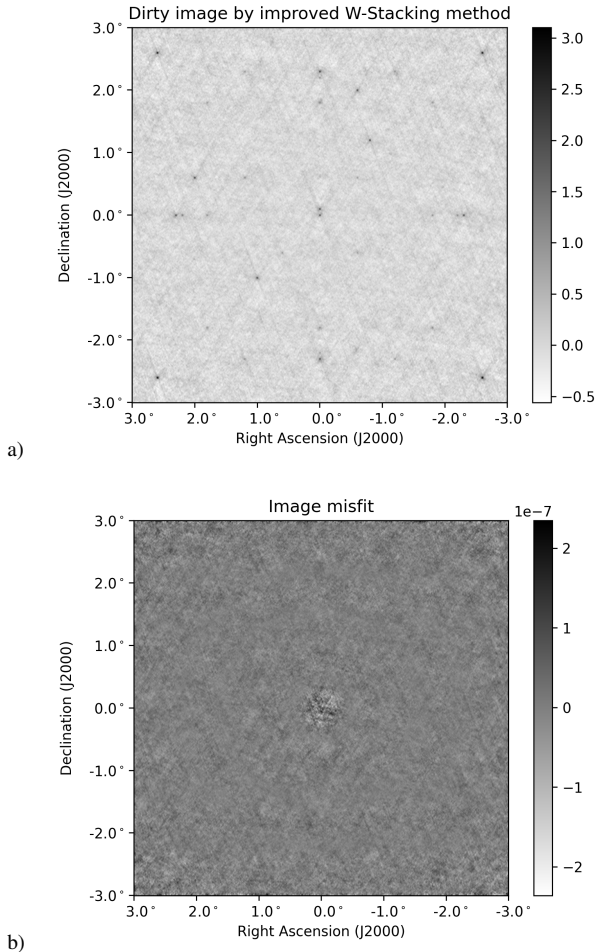 Dirty image by improved W-Stacking method
3.0°
2.0°
1.0°
0.0°
-1.0°
-2.0°
-3.0°
Declination (J2000)
3.0° 2.0° 1.0° 0.0° -1.0° -2.0° -3.0°
Right Ascension (J2000)
3.0
2.5
2.0
1.5
1.0
0.5
0.0
−0.5
a)
Image misfit
1e−7
3.0°
2.0°
1.0°
0.0°
-1.0°
-2.0°
-3.0°
Declination (J2000)
3.0° 2.0° 1.0° 0.0° -1.0° -2.0° -3.0°
Right Ascension (J2000)
2
1
0
−1
−2
b)